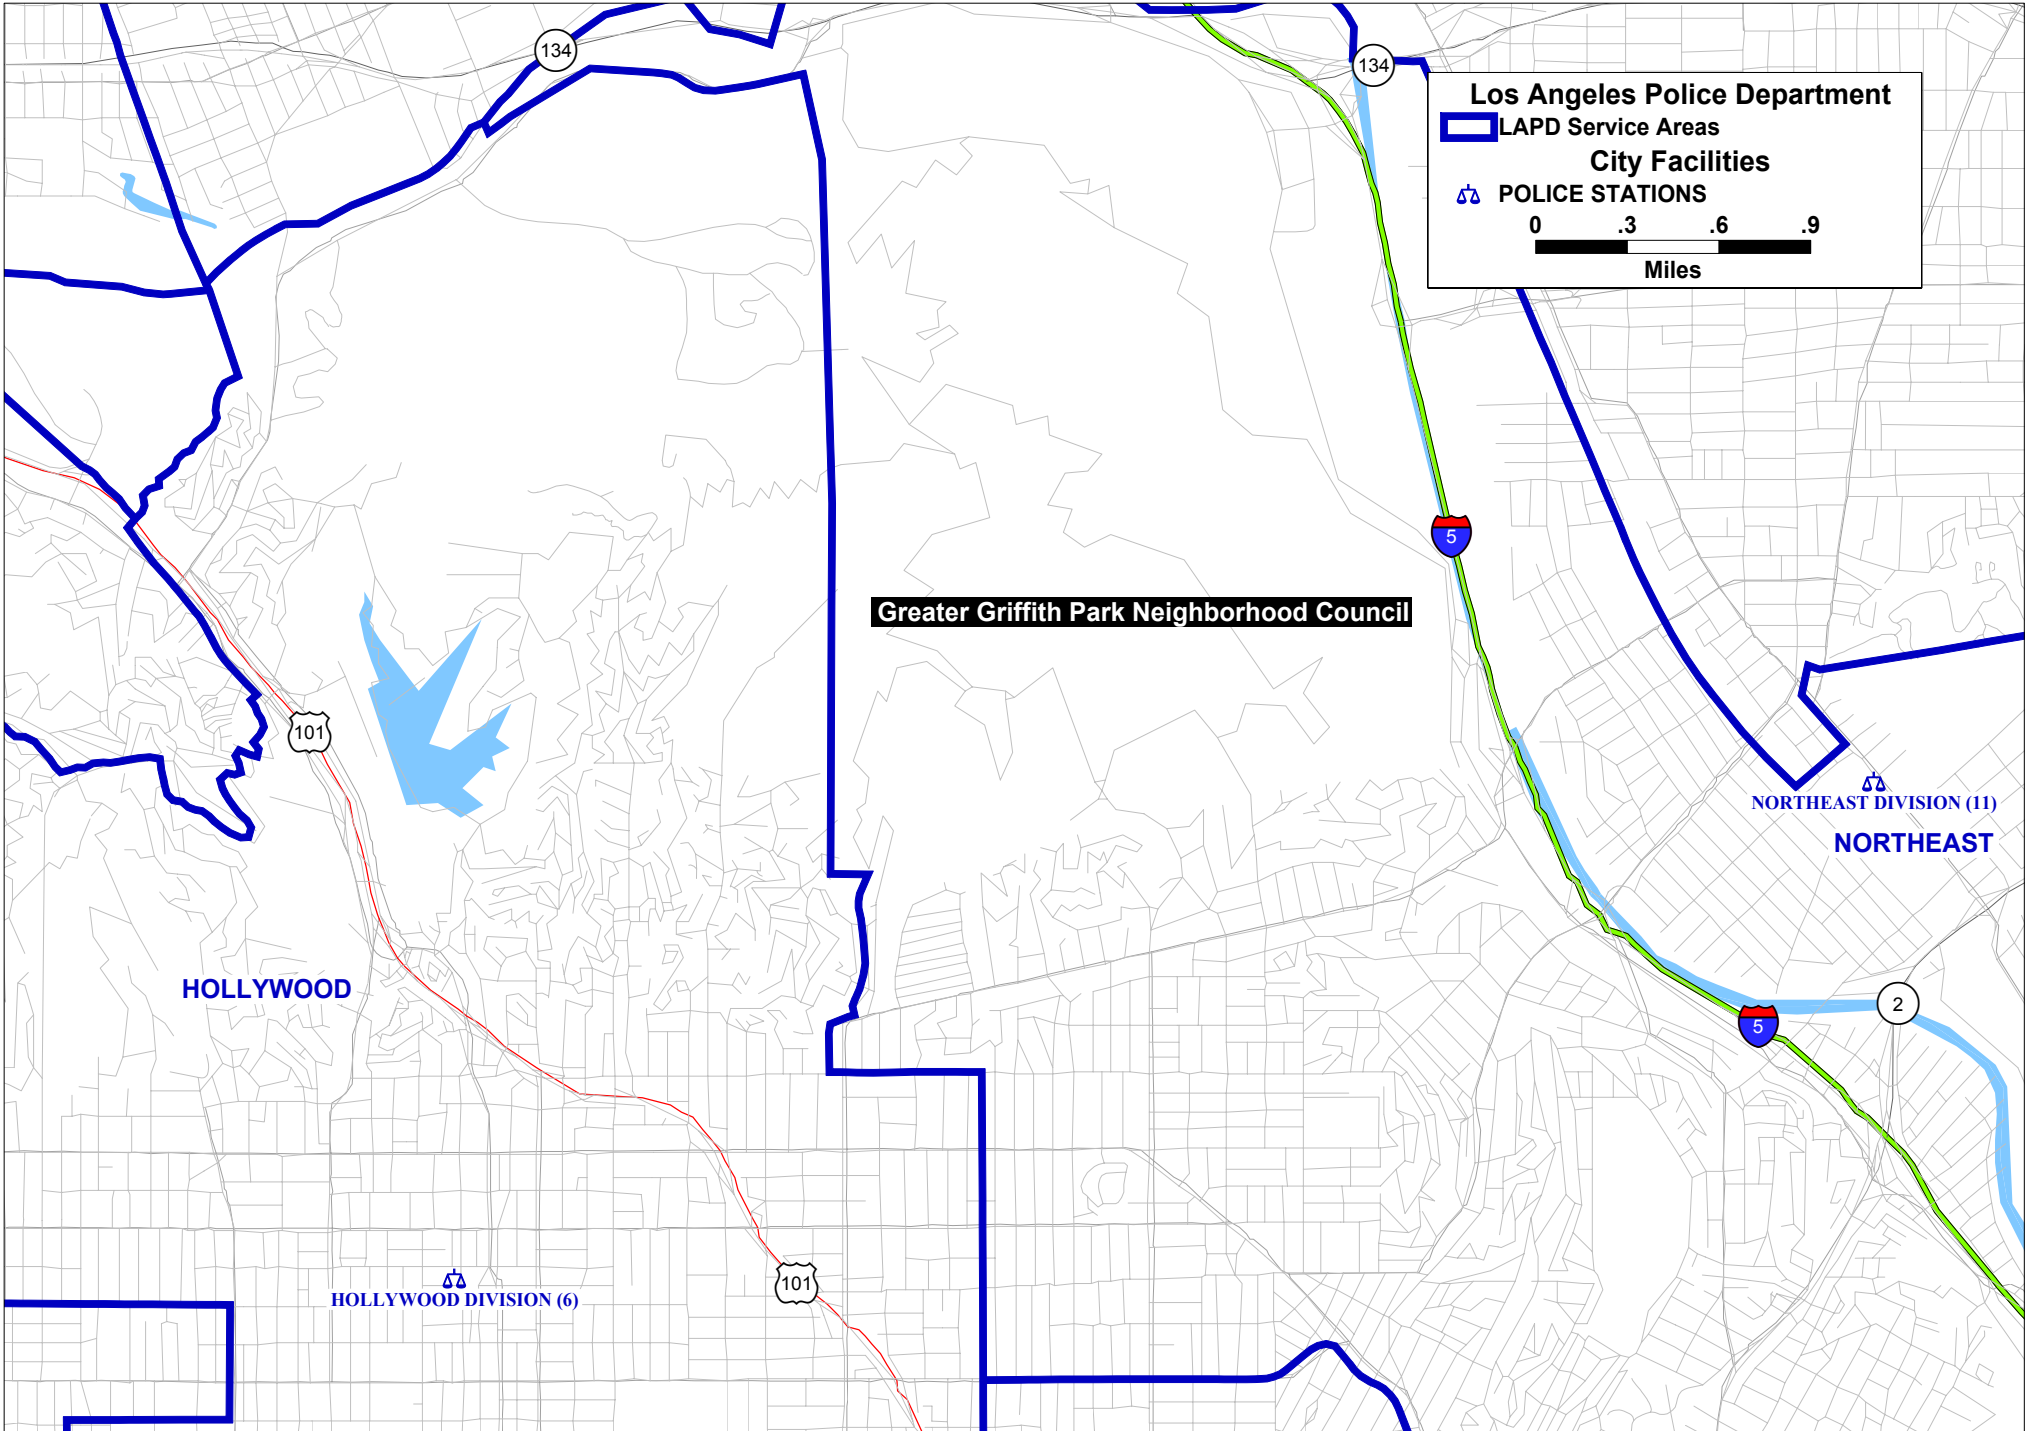 134
134
Los Angeles Police Department
LAPD Service Areas
City Facilities
POLICE STATIONS
0 .3 .6 .9
Miles
5
Greater Griffith Park Neighborhood Council
101
NORTHEAST DIVISION (11)
NORTHEAST
HOLLYWOOD
2
5
101
HOLLYWOOD DIVISION (6)